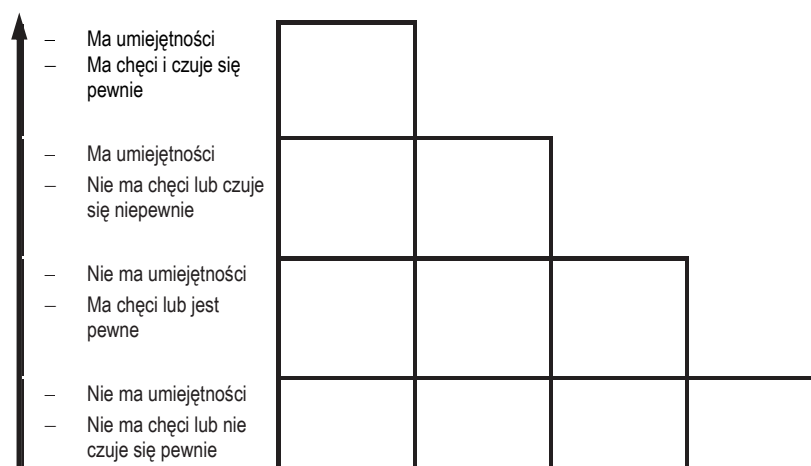 – Ma umiejętności
– Ma chęci i czuje się
pewnie
– Ma umiejętności
– Nie ma chęci lub czuje
się niepewnie
– Nie ma umiejętności
– Ma chęci lub jest
pewne
– Nie ma umiejętności
– Nie ma chęci lub nie
czuje się pewnie